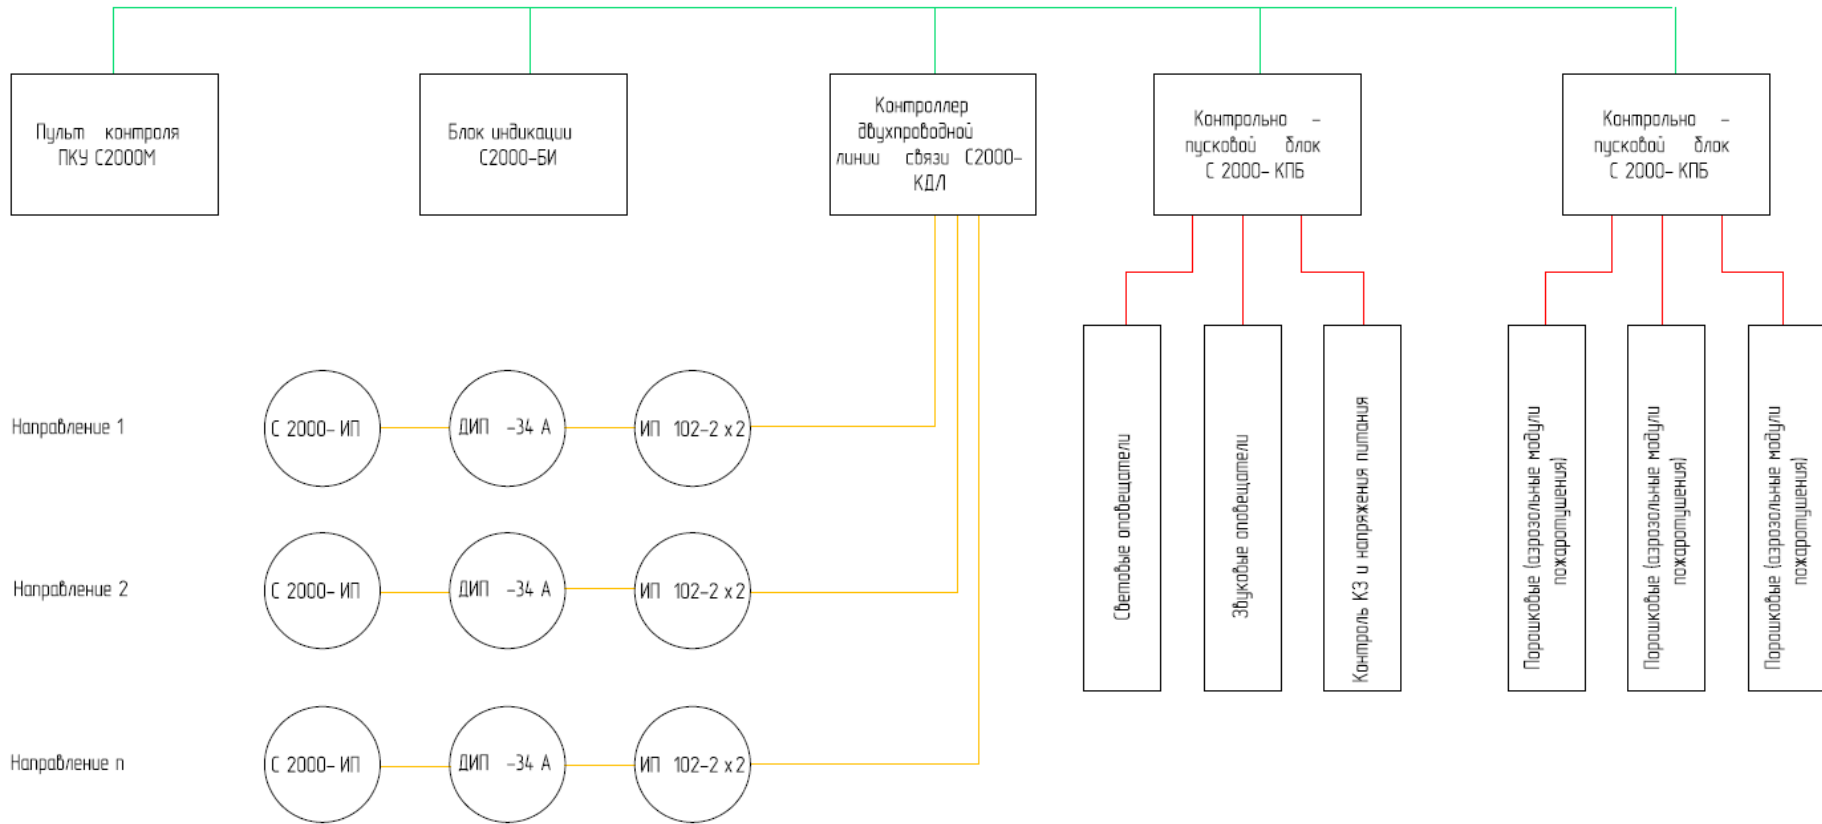 Пульт контроля
ПКУ С2000М
Блок индикации
С2000-БИ
Контроллер
двухпроводной
линии связи С2000-
КДЛ
Контрольно –
пусковой блок
С 2000- КПБ
Контрольно –
пусковой блок
С 2000- КПБ
Направление 1
С 2000- ИП
ДИП -34 А
ИП 102-2 х2
Направление 2
С 2000- ИП
ДИП -34 А
ИП 102-2 х2
Направление n
С 2000- ИП
ДИП -34 А
ИП 102-2 х2
Световые оповещатели
Звуковые оповещатели
Контроль КЗ и напряжения питания
Порошковые (аэрозольные модули
пожаротушения)
Порошковые (аэрозольные модули
пожаротушения)
Порошковые (аэрозольные модули
пожаротушения)